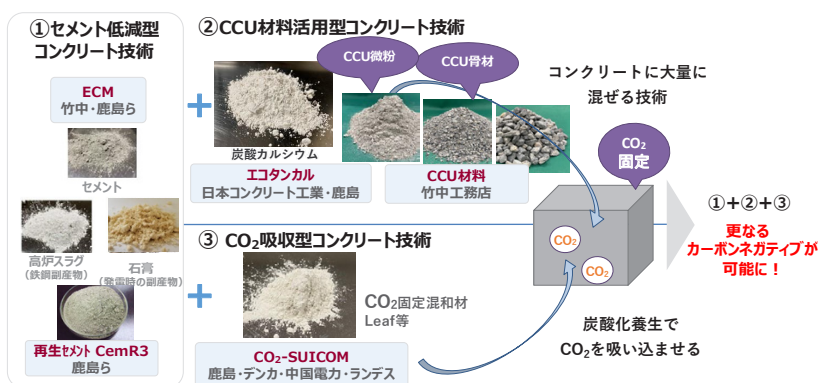 ①セメント低減型
コンクリート技術
ECM
竹中・鹿島ら
セメント
高炉スラグ
(鉄鋼副産物)
石膏
(発電時の副産物)
再生セメント CemR3
鹿島ら
+
②CCU材料活用型コンクリート技術
CCU微粉
CCU骨材
炭酸カルシウム
エコタンカル
日本コンクリート工業・鹿島
CCU材料
竹中工務店
コンクリートに大量に
混ぜる技術
+
③ CO₂吸収型コンクリート技術
CO₂固定混和材
Leaf等
CO₂-SUICOM
鹿島・デンカ・中国電力・ランデス
CO₂
固定
CO₂
CO₂
炭酸化養生で
CO₂を吸い込ませる
①+②+③
更なる
カーボンネガティブが
可能に！